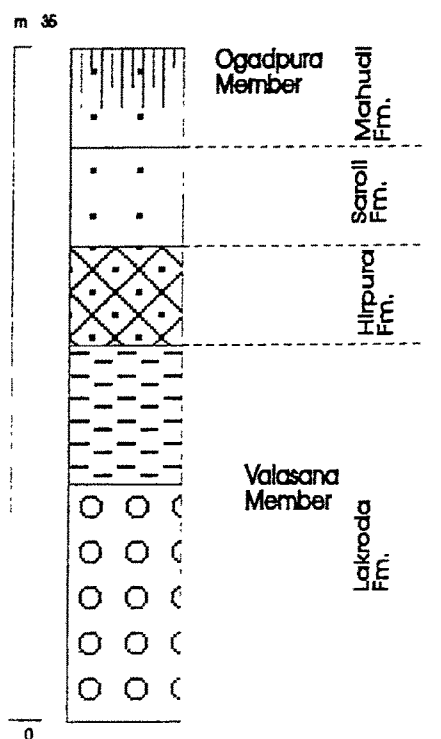 m 35
Ogadpura
Member
Mahudi
Fm.
Saroli
Fm.
Hirpura
Fm.
Valasana
Member
Lakroda
Fm.
0